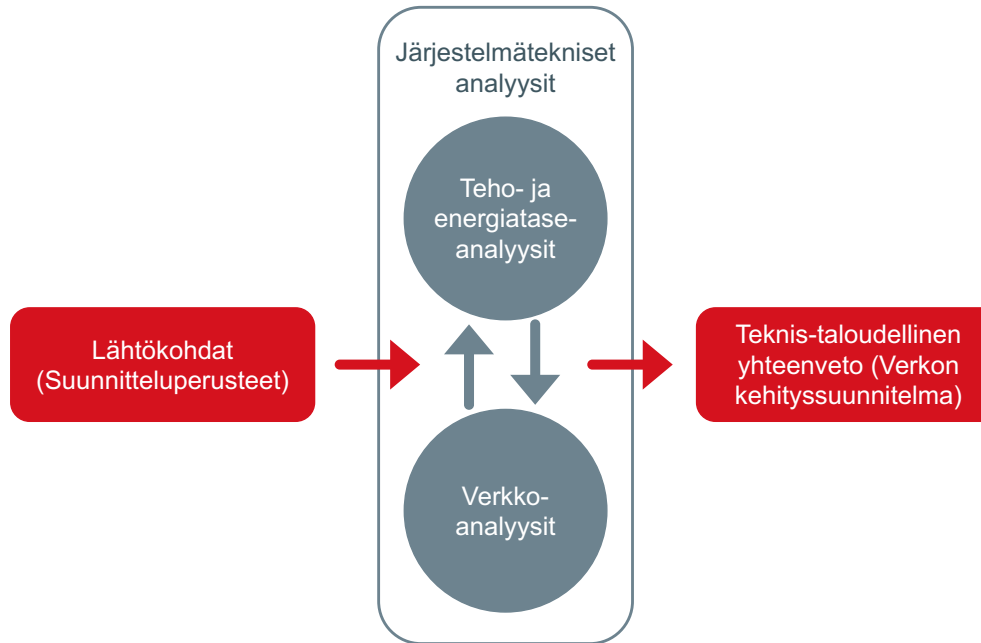 Järjestelmätekniset
analyysit
Teho- ja
energiatase-
analyysit
Lähtökohdat
(Suunnitteluperusteet)
Teknis-taloudellinen
yhteenveto (Verkon
kehityssuunnitelma)
Verkko-
analyysit